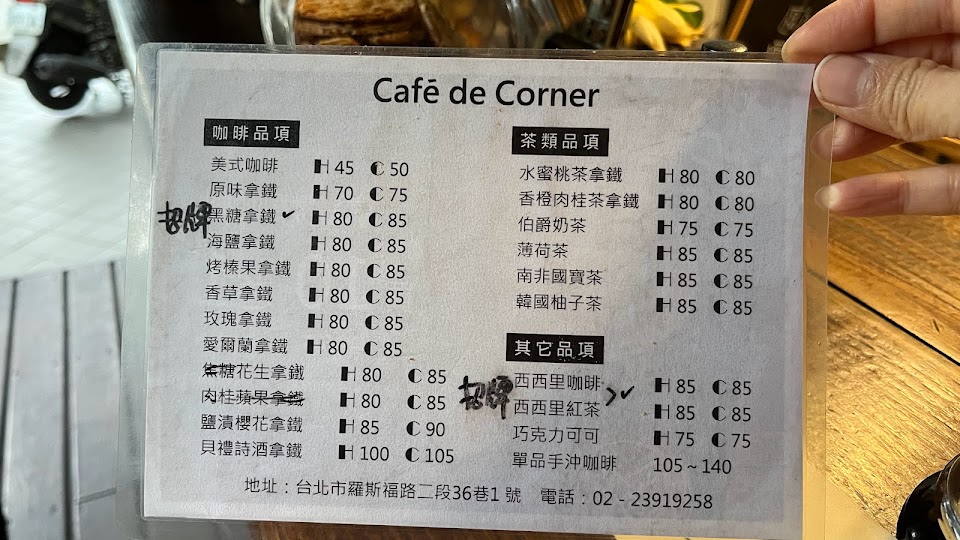 Café de Corner
咖啡品項
美式咖啡 H 45 C 50
原味拿鐵 H 70 C 75
招牌 黑糖拿鐵 ✓ H 80 C 85
海鹽拿鐵 H 80 C 85
烤榛果拿鐵 H 80 C 85
香草拿鐵 H 80 C 85
玫瑰拿鐵 H 80 C 85
愛爾蘭拿鐵 H 80 C 85
焦糖花生拿鐵 H 80 C 85
肉桂蘋果拿鐵 H 80 C 85
鹽漬櫻花拿鐵 H 85 C 90
貝禮詩酒拿鐵 H 100 C 105
茶類品項
水蜜桃茶拿鐵 H 80 C 80
香橙肉桂茶拿鐵 H 80 C 80
伯爵奶茶 H 75 C 75
薄荷茶 H 85 C 85
南非國寶茶 H 85 C 85
韓國柚子茶 H 85 C 85
其它品項
招牌 西西里咖啡 ✓ H 85 C 85
西西里紅茶 H 85 C 85
巧克力可可 H 75 C 75
單品手沖咖啡 105~140
地址：台北市羅斯福路二段36巷1 號 電話：02 - 23919258